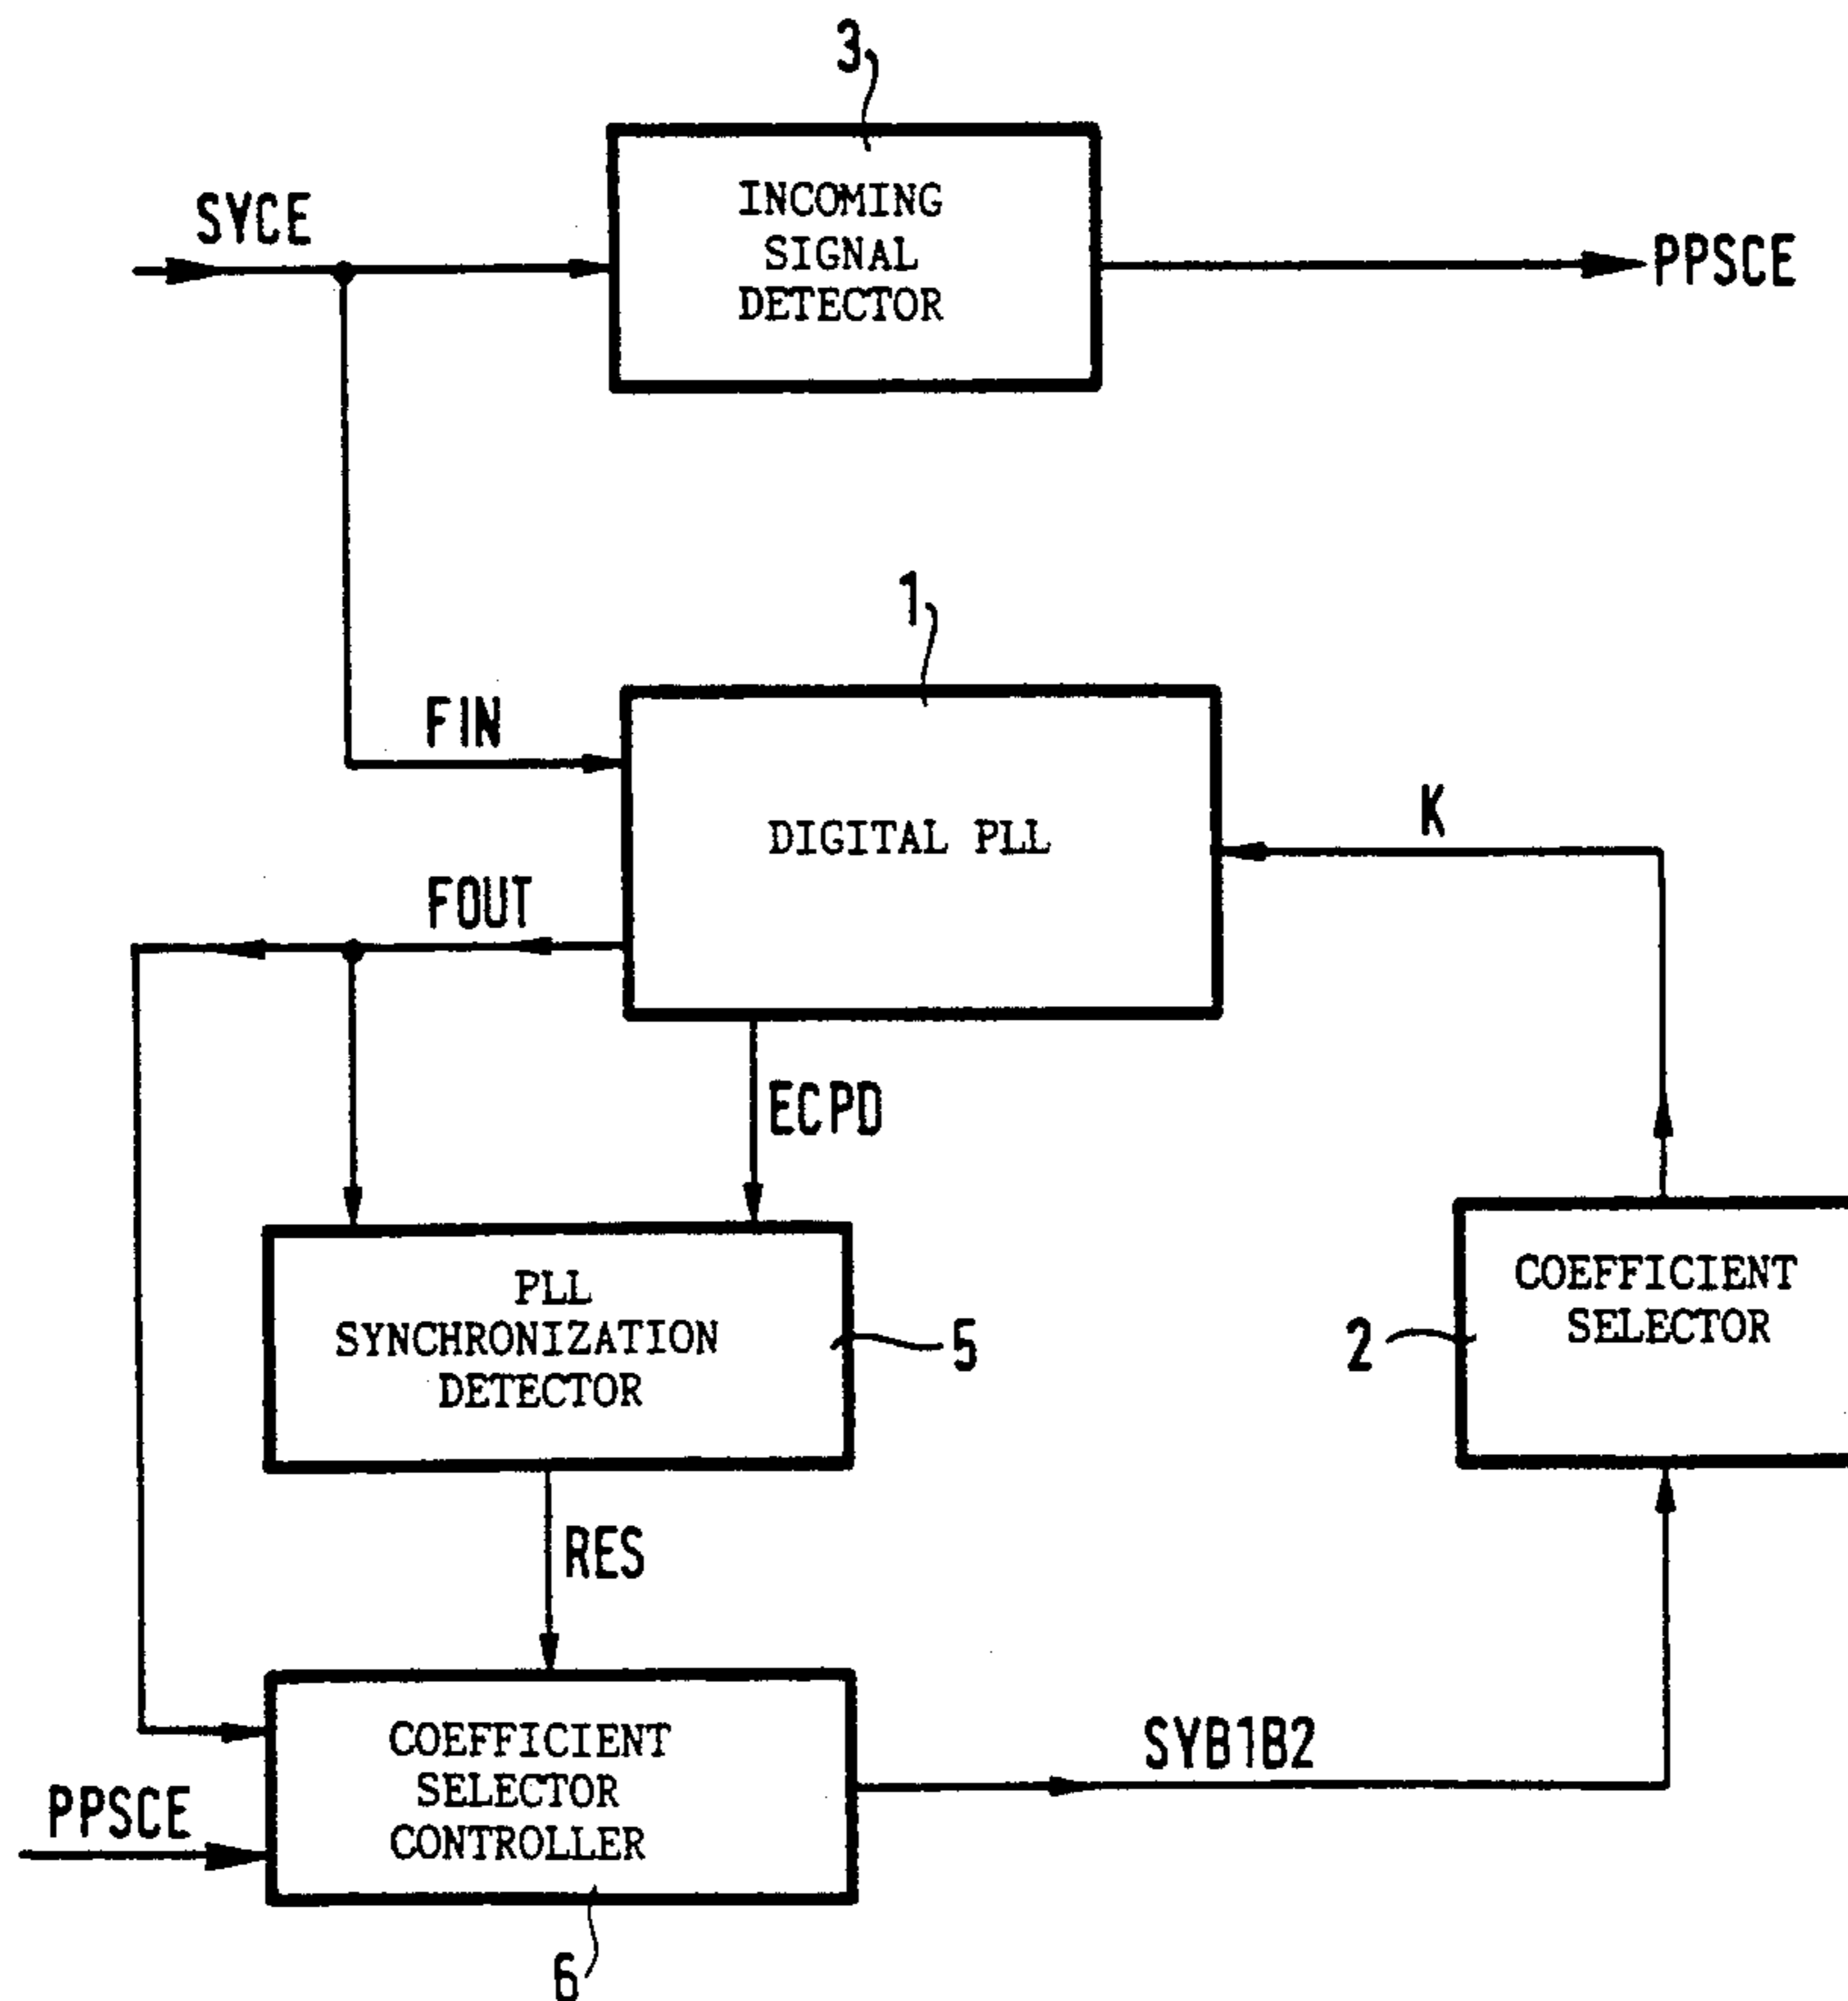 3
SYCE
INCOMING
SIGNAL
DETECTOR
PPSCE
1
FIN
DIGITAL PLL
K
FOUT
ECPD
PLL
SYNCHRONIZATION
DETECTOR
5
2
COEFFICIENT
SELECTOR
RES
COEFFICIENT
SELECTOR
CONTROLLER
SYB1B2
PPSCE
6